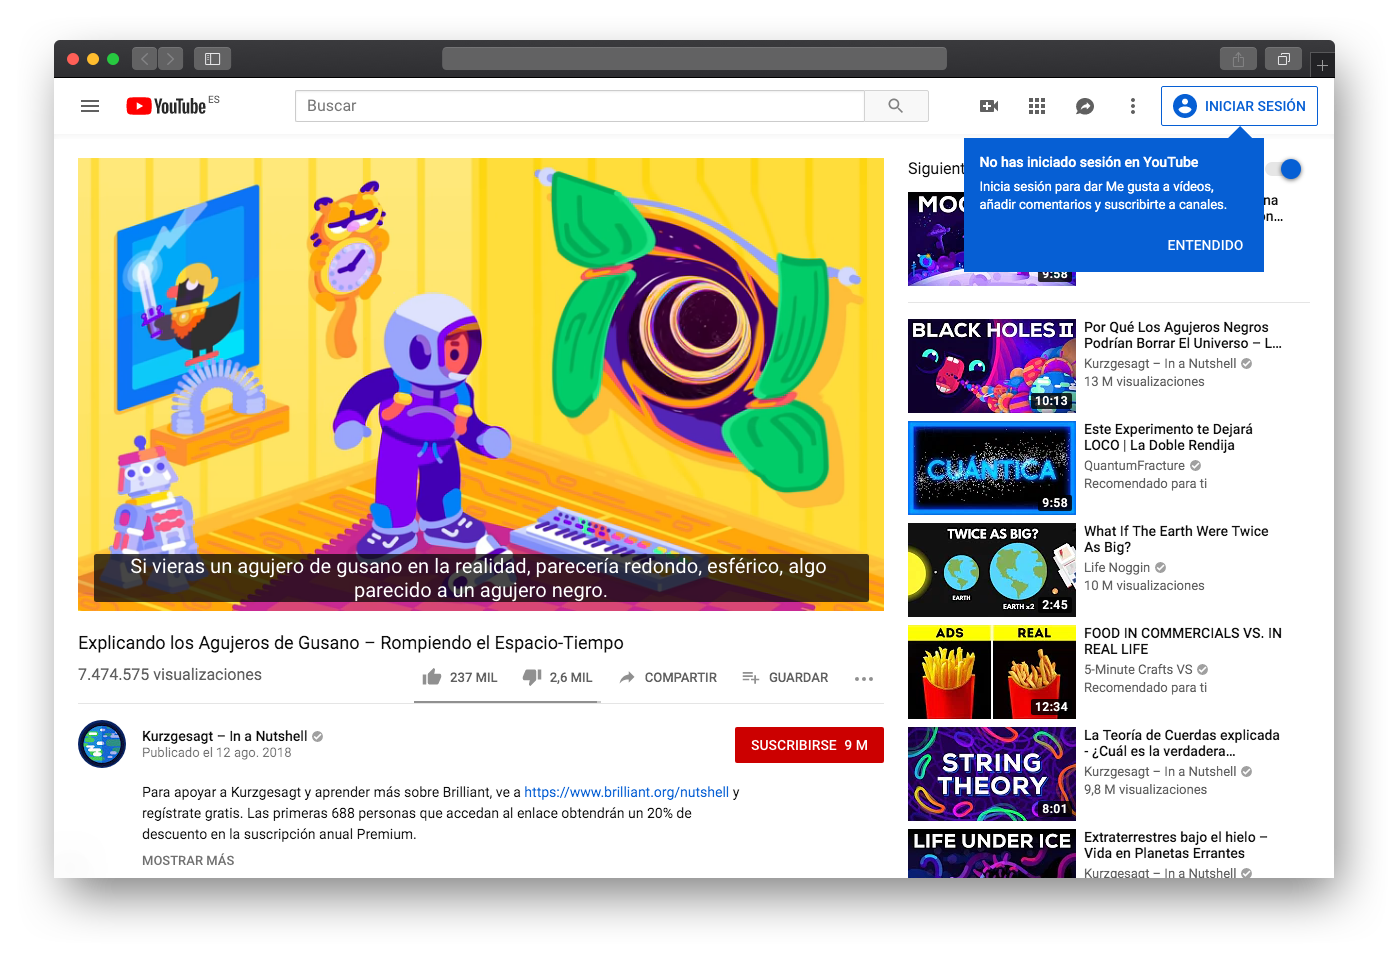 YouTube ES
Buscar
INICIAR SESIÓN
No has iniciado sesión en YouTube
Inicia sesión para dar Me gusta a vídeos,
añadir comentarios y suscribirte a canales.
ENTENDIDO
Si vieras un agujero de gusano en la realidad, parecería redondo, esférico, algo
parecido a un agujero negro.
Explicando los Agujeros de Gusano – Rompiendo el Espacio-Tiempo
7.474.575 visualizaciones
237 MIL
2,6 MIL
COMPARTIR
GUARDAR
Kurzgesagt – In a Nutshell
Publicado el 12 ago. 2018
SUSCRIBIRSE 9 M
Para apoyar a Kurzgesagt y aprender más sobre Brilliant, ve a https://www.brilliant.org/nutshell y
regístrate gratis. Las primeras 688 personas que accedan al enlace obtendrán un 20% de
descuento en la suscripción anual Premium.
MOSTRAR MÁS
Siguient
MOO
9:58
na
on...
BLACK HOLES II
10:13
Por Qué Los Agujeros Negros
Podrían Borrar El Universo – L...
Kurzgesagt – In a Nutshell
13 M visualizaciones
CUÁNTICA
9:58
Este Experimento te Dejará
LOCO | La Doble Rendija
QuantumFracture
Recomendado para ti
TWICE AS BIG?
EARTH
EARTH x2
2:45
What If The Earth Were Twice
As Big?
Life Noggin
10 M visualizaciones
ADS
REAL
12:34
FOOD IN COMMERCIALS VS. IN
REAL LIFE
5-Minute Crafts VS
Recomendado para ti
STRING
THEORY
8:01
La Teoría de Cuerdas explicada
- ¿Cuál es la verdadera...
Kurzgesagt – In a Nutshell
9,8 M visualizaciones
LIFE UNDER ICE
Extraterrestres bajo el hielo –
Vida en Planetas Errantes
Kurzgesagt – In a Nutshell